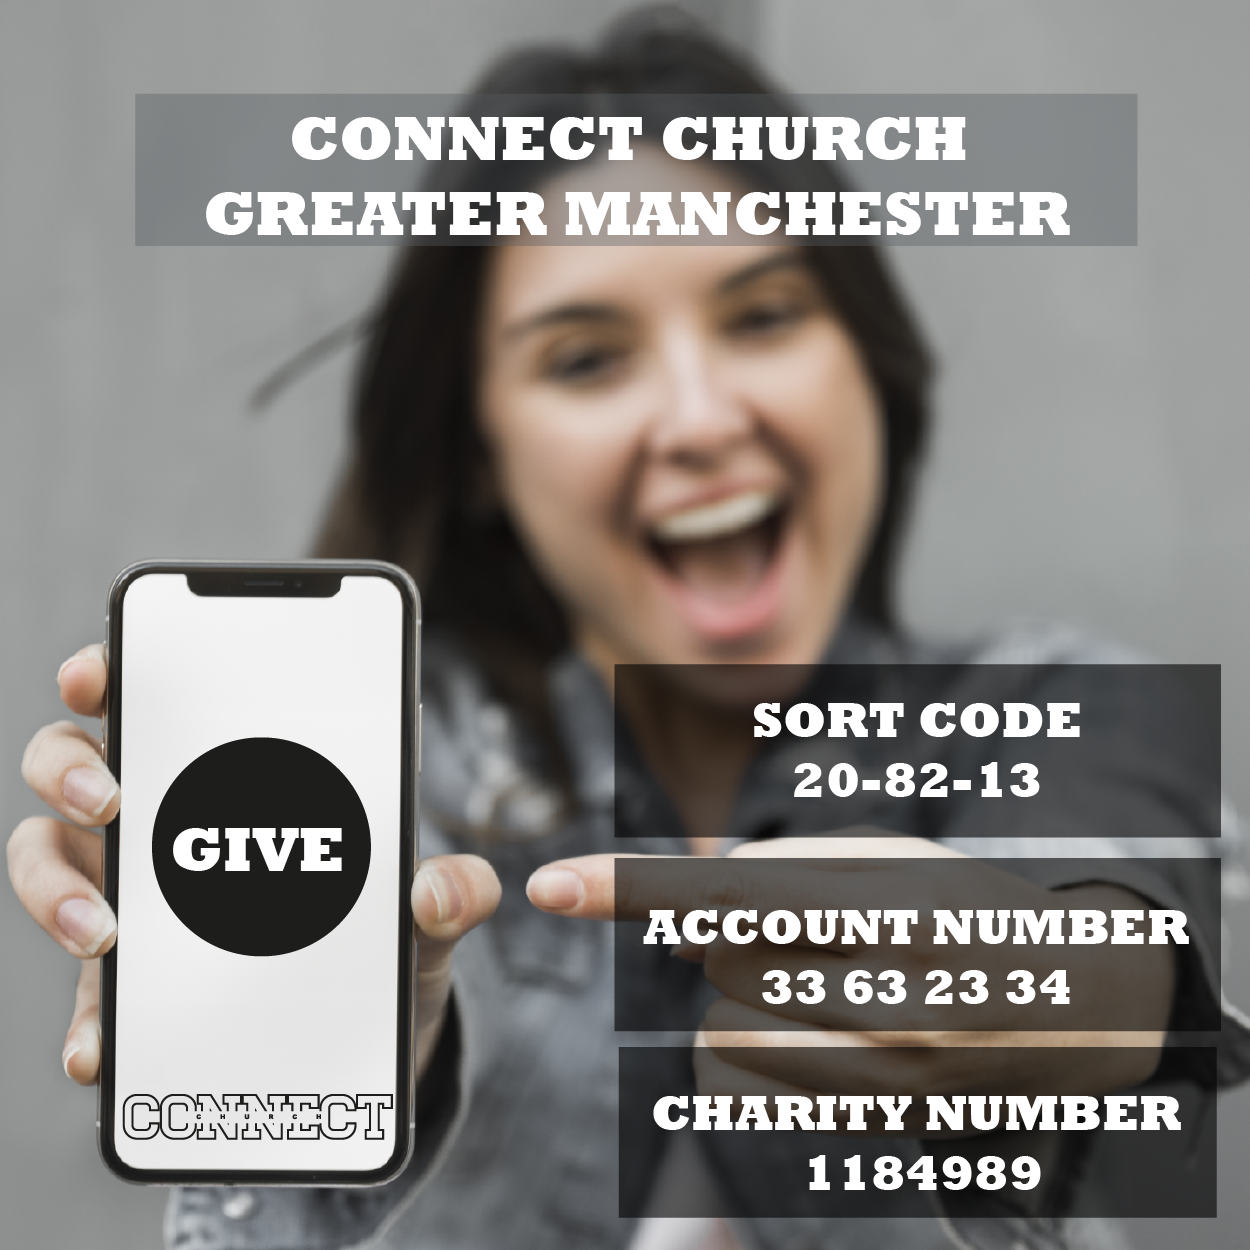 CONNECT CHURCH
GREATER MANCHESTER
SORT CODE
20-82-13
GIVE
ACCOUNT NUMBER
33 63 23 34
CHARITY NUMBER
1184989
CONNECT
CHURCH